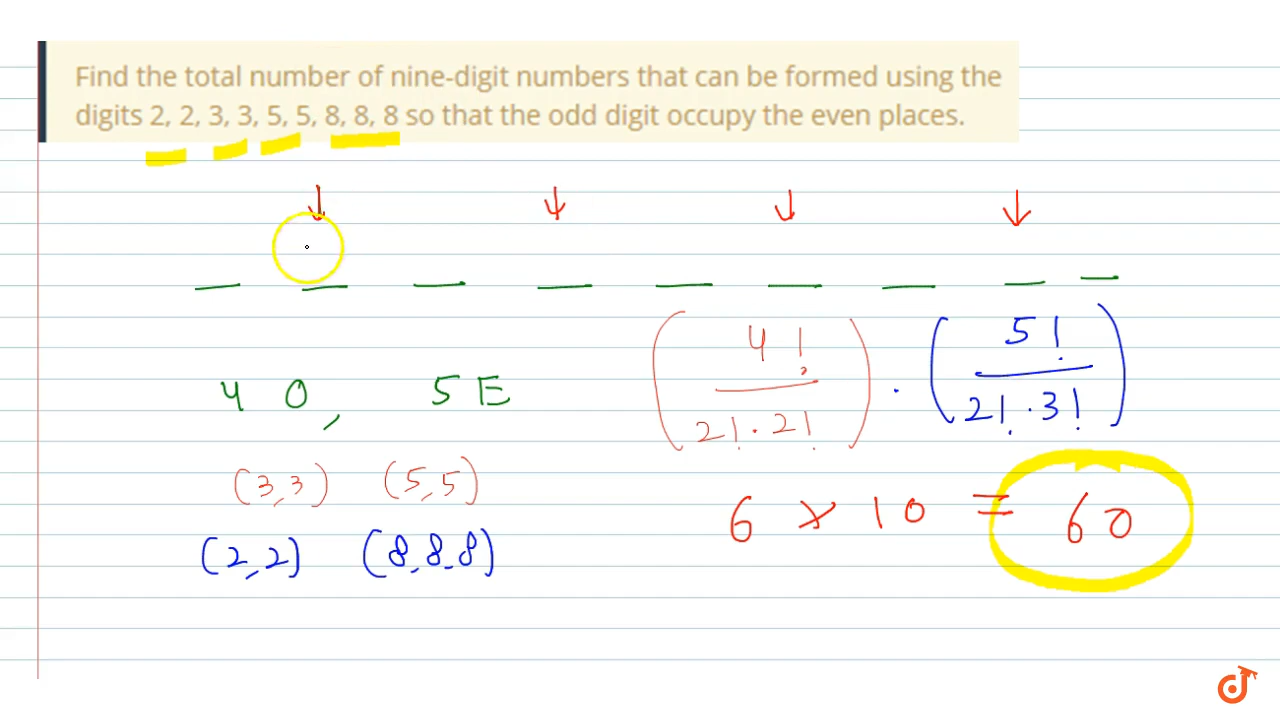 Find the total number of nine-digit numbers that can be formed using the
digits 2, 2, 3, 3, 5, 5, 8, 8, 8 so that the odd digit occupy the even places.
4 O, 5 E
(4! / 2! · 2!) · (5! / 2! · 3!)
(3,3) (5,5)
6 × 10 = 60
(2,2) (8,8,8)